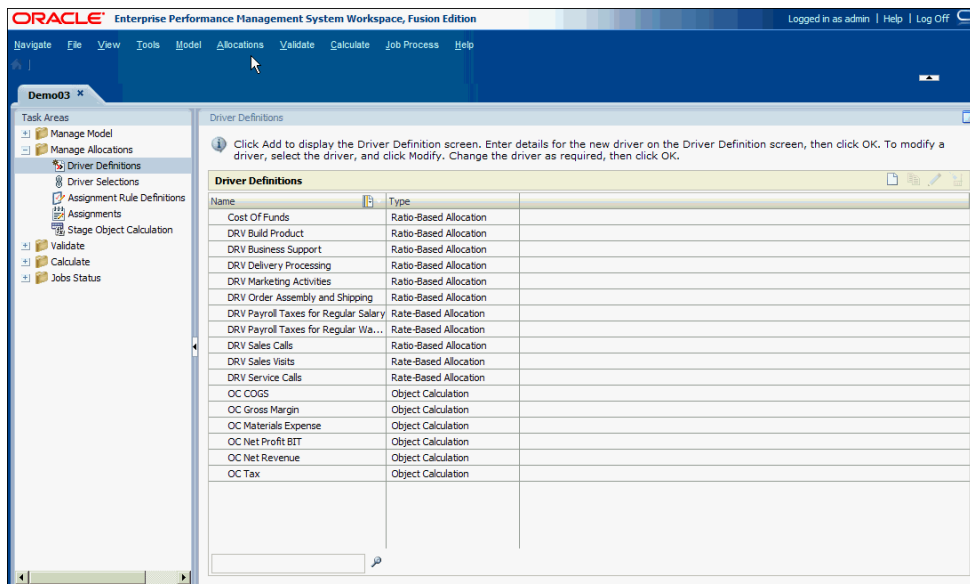 ORACLE Enterprise Performance Management System Workspace, Fusion Edition
Logged in as admin | Help | Log Off
Navigate File View Tools Model Allocations Validate Calculate Job Process Help
Demo03
Task Areas
Manage Model
Manage Allocations
Driver Definitions
Driver Selections
Assignment Rule Definitions
Assignments
Stage Object Calculation
Validate
Calculate
Jobs Status
Driver Definitions
Click Add to display the Driver Definition screen. Enter details for the new driver on the Driver Definition screen, then click OK. To modify a
driver, select the driver, and click Modify. Change the driver as required, then click OK.
Driver Definitions
Name Type
Cost Of Funds Ratio-Based Allocation
DRV Build Product Ratio-Based Allocation
DRV Business Support Ratio-Based Allocation
DRV Delivery Processing Ratio-Based Allocation
DRV Marketing Activities Ratio-Based Allocation
DRV Order Assembly and Shipping Ratio-Based Allocation
DRV Payroll Taxes for Regular Salary Rate-Based Allocation
DRV Payroll Taxes for Regular Wa... Rate-Based Allocation
DRV Sales Calls Ratio-Based Allocation
DRV Sales Visits Rate-Based Allocation
DRV Service Calls Rate-Based Allocation
OC COGS Object Calculation
OC Gross Margin Object Calculation
OC Materials Expense Object Calculation
OC Net Profit BIT Object Calculation
OC Net Revenue Object Calculation
OC Tax Object Calculation